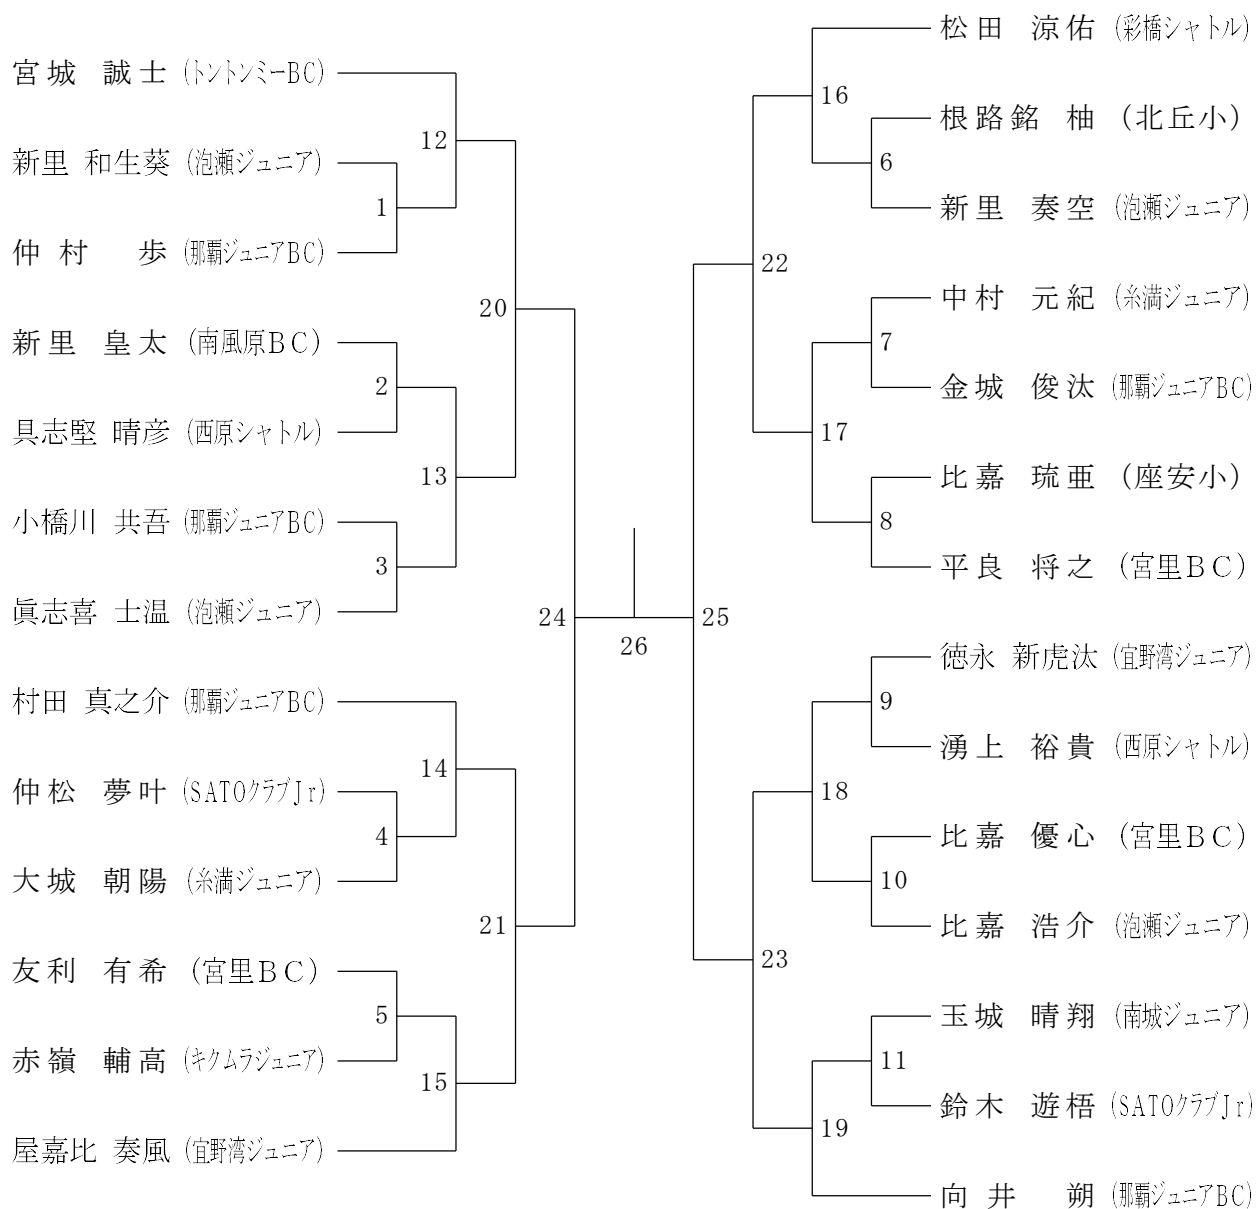 宮城 誠士 (トントンミーBC)
新里 和生葵 (泡瀬ジュニア)
仲村 歩 (那覇ジュニアBC)
新里 皇太 (南風原BC)
具志堅 晴彦 (西原シャトル)
小橋川 共吾 (那覇ジュニアBC)
眞志喜 士温 (泡瀬ジュニア)
村田 真之介 (那覇ジュニアBC)
仲松 夢叶 (SATOクラブJr)
大城 朝陽 (糸満ジュニア)
友利 有希 (宮里BC)
赤嶺 輔高 (キクムラジュニア)
屋嘉比 奏風 (宜野湾ジュニア)
1
2
3
4
5
12
13
14
15
20
21
24
26
25
22
23
16
17
18
19
6
7
8
9
10
11
松田 涼佑 (彩橋シャトル)
根路銘 柚 (北丘小)
新里 奏空 (泡瀬ジュニア)
中村 元紀 (糸満ジュニア)
金城 俊汰 (那覇ジュニアBC)
比嘉 琉亜 (座安小)
平良 将之 (宮里BC)
徳永 新虎汰 (宜野湾ジュニア)
湧上 裕貴 (西原シャトル)
比嘉 優心 (宮里BC)
比嘉 浩介 (泡瀬ジュニア)
玉城 晴翔 (南城ジュニア)
鈴木 遊梧 (SATOクラブJr)
向井 朔 (那覇ジュニアBC)